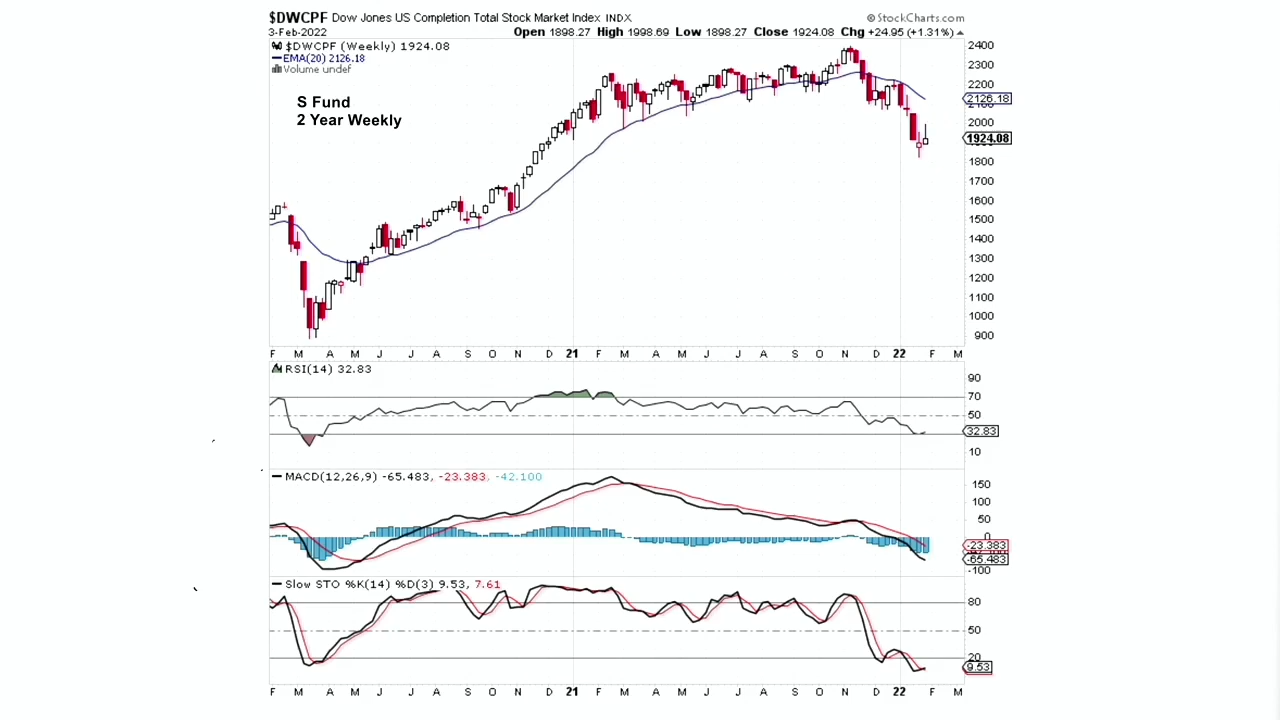 $DWCPF Dow Jones US Completion Total Stock Market Index INDX
© StockCharts.com
3-Feb-2022
Open 1898.27 High 1998.69 Low 1898.27 Close 1924.08 Chg +24.95 (+1.31%)
$DWCPF (Weekly) 1924.08
EMA(20) 2126.18
Volume undef
S Fund
2 Year Weekly
2400
2300
2200
2126.18
2000
1924.08
1800
1700
1600
1500
1400
1300
1200
1100
1000
900
F M A M J J A S O N D 21 F M A M J J A S O N D 22 F M
RSI(14) 32.83
90
70
50
32.83
10
MACD(12,26,9) -65.483, -23.383, -42.100
150
100
50
0
-23.383
-65.483
-100
Slow STO %K(14) %D(3) 9.53, 7.61
80
50
20
9.53
F M A M J J A S O N D 21 F M A M J J A S O N D 22 F M